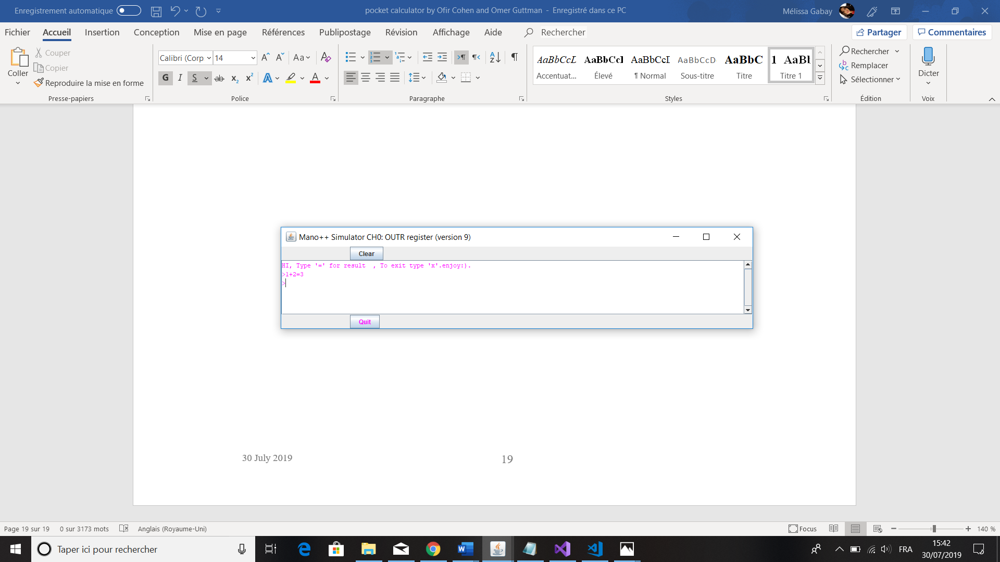 Enregistrement automatique
pocket calculator by Ofir Cohen and Omer Guttman - Enregistré dans ce PC
Mélissa Gabay
Fichier Accueil Insertion Conception Mise en page Références Publipostage Révision Affichage Aide Rechercher
Partager Commentaires
Coller
Couper
Copier
Reproduire la mise en forme
Presse-papiers
Calibri (Corp 14
Police
Paragraphe
AaBbCcL AaBbCcI AaBbCcI AaBbCcD AaBbC 1 AaBl
Accentuat... Élevé ¶ Normal Sous-titre Titre Titre 1
Styles
Rechercher
Remplacer
Sélectionner
Édition
Dicter
Voix
Mano++ Simulator CH0: OUTR register (version 9)
Clear
HI, Type '=' for result  , To exit type 'x'.enjoy:).
>1+2=3
>
Quit
30 July 2019 19
Page 19 sur 19 0 sur 3173 mots Anglais (Royaume-Uni)
Focus 140 %
Taper ici pour rechercher
FRA
15:42
30/07/2019